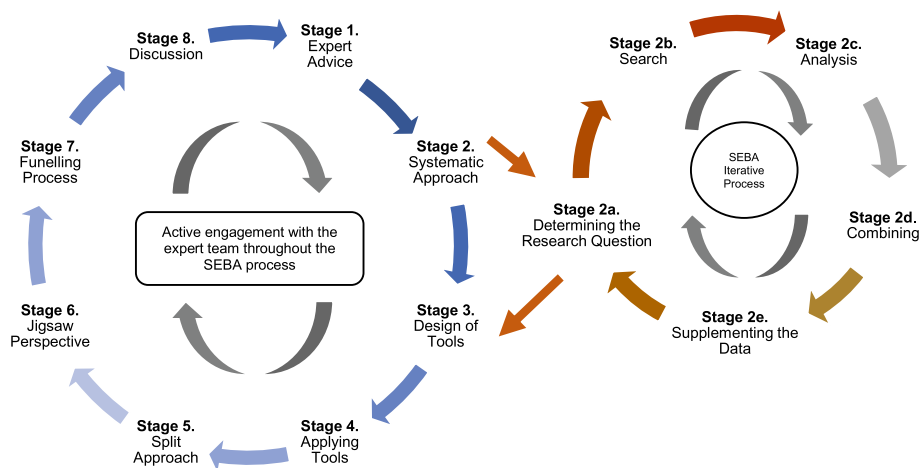 Stage 8.
Discussion
Stage 1.
Expert
Advice
Stage 2.
Systematic
Approach
Stage 3.
Design of
Tools
Stage 4.
Applying
Tools
Stage 5.
Split
Approach
Stage 6.
Jigsaw
Perspective
Stage 7.
Funelling
Process
Active engagement with the
expert team throughout the
SEBA process
Stage 2a.
Determining the
Research Question
Stage 2b.
Search
Stage 2c.
Analysis
Stage 2d.
Combining
Stage 2e.
Supplementing the
Data
SEBA
Iterative
Process